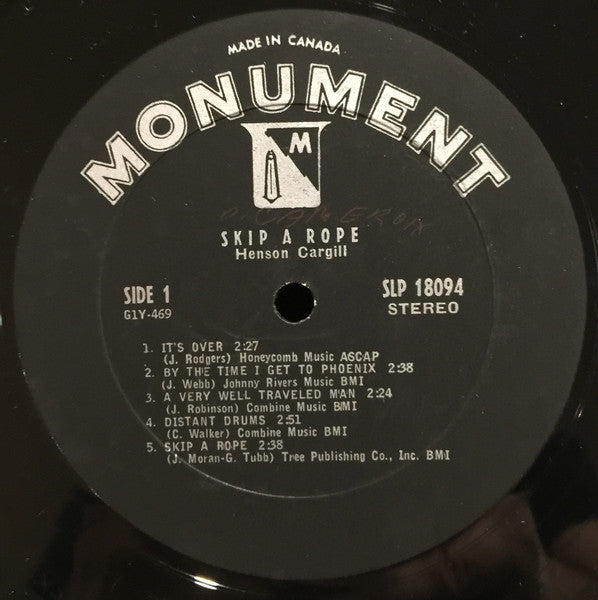 MADE IN CANADA
MONUMENT
M
SKIP A ROPE
Henson Cargill
SIDE 1
G1Y-469
SLP 18094
STEREO
1. IT'S OVER 2:27
(J. Rodgers) Honeycomb Music ASCAP
2. BY THE TIME I GET TO PHOENIX 2:38
(J. Webb) Johnny Rivers Music BMI
3. A VERY WELL TRAVELED MAN 2:24
(J. Robinson) Combine Music BMI
4. DISTANT DRUMS 2:51
(C. Walker) Combine Music BMI
5. SKIP A ROPE 2:38
(J. Moran-G. Tubb) Tree Publishing Co., Inc. BMI